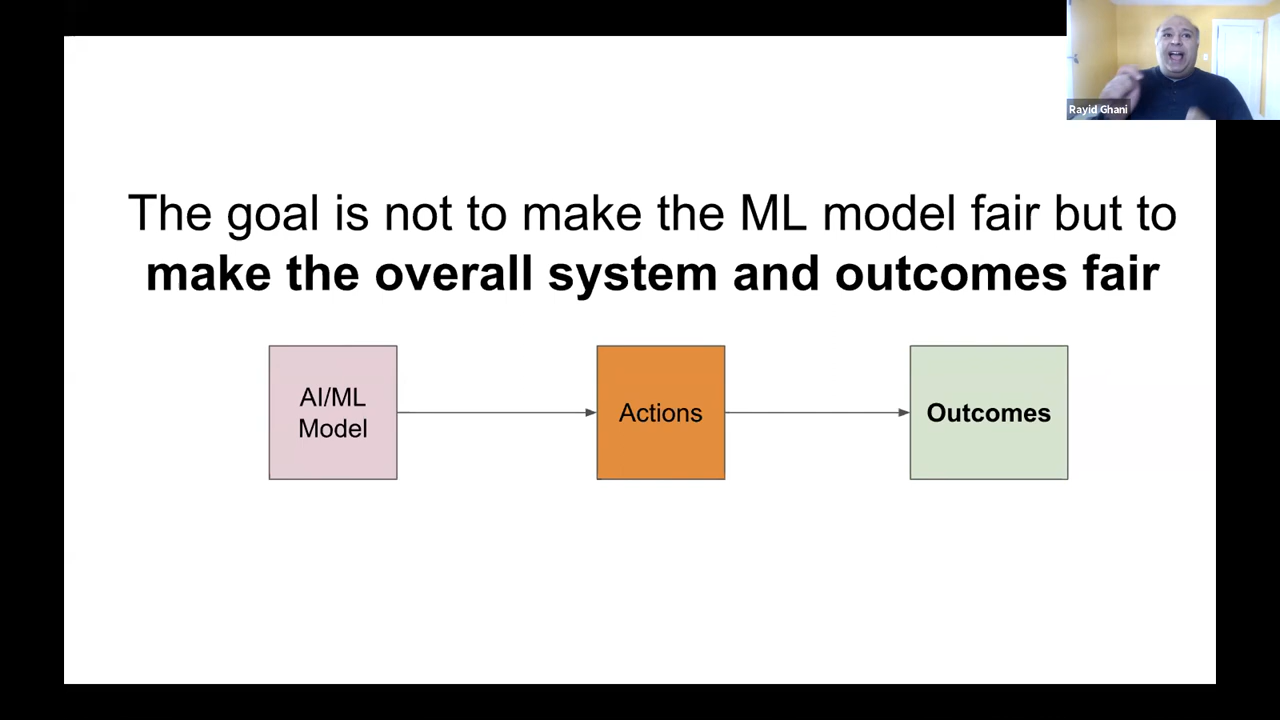 Rayid Ghani
The goal is not to make the ML model fair but to
make the overall system and outcomes fair
AI/ML
Model
Actions
Outcomes